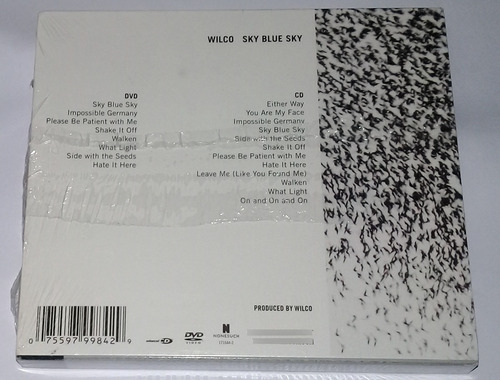 WILCO SKY BLUE SKY
DVD
Sky Blue Sky
Impossible Germany
Please Be Patient with Me
Shake It Off
Walken
What Light
Side with the Seeds
Hate It Here
CD
Either Way
You Are My Face
Impossible Germany
Sky Blue Sky
Side with the Seeds
Shake It Off
Please Be Patient with Me
Hate It Here
Leave Me (Like You Found Me)
Walken
What Light
On and On and On
PRODUCED BY WILCO
0 75597 99842 9
DVD
VIDEO
N
NONESUCH